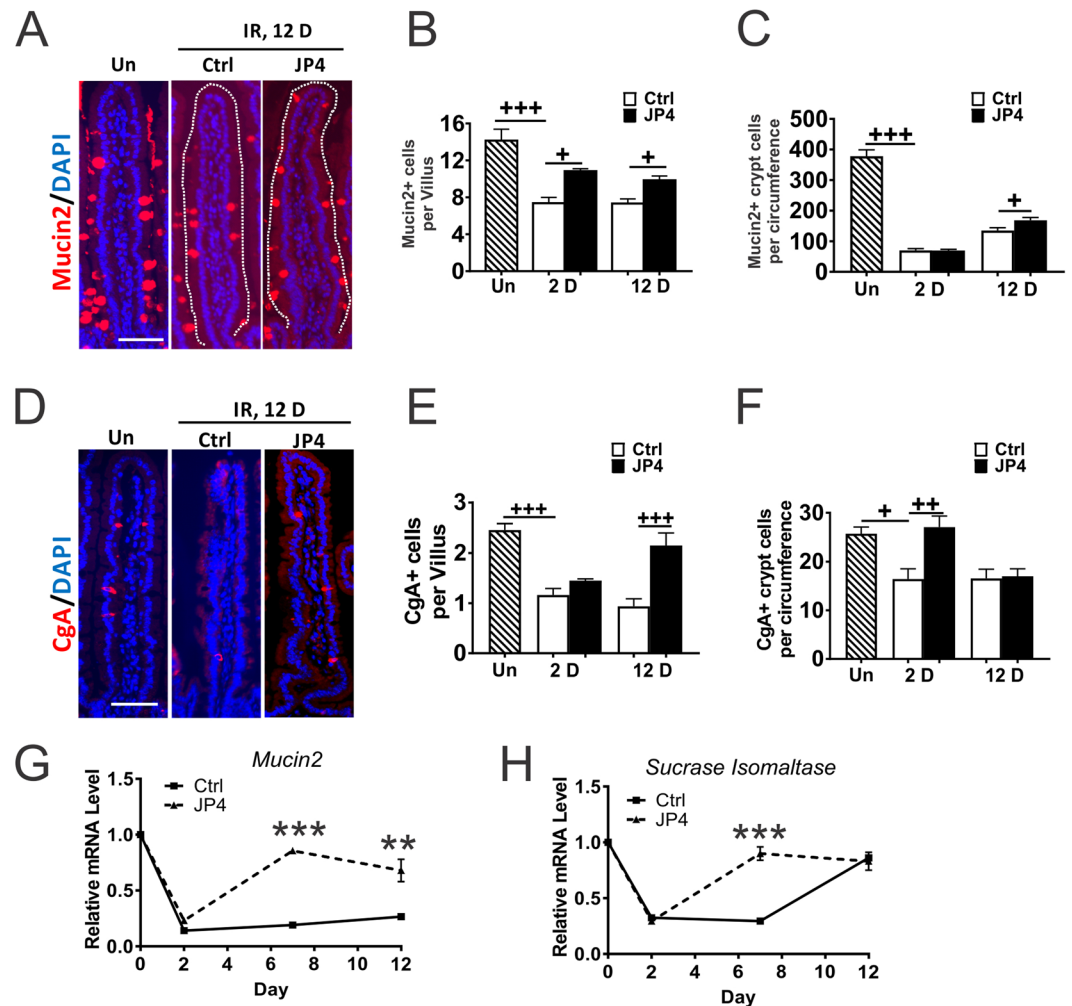 A
IR, 12 D
Un
Ctrl
JP4
Mucin2/DAPI
B
Ctrl
JP4
+++
+
+
Mucin2+ cells
per Villus
16
12
8
4
0
Un
2 D
12 D
C
Ctrl
JP4
+++
+
Mucin2+ crypt cells
per circumference
500
400
300
200
100
0
Un
2 D
12 D
D
IR, 12 D
Un
Ctrl
JP4
CgA/DAPI
E
Ctrl
JP4
+++
+++
CgA+ cells
per Villus
3
2
1
0
Un
2 D
12 D
F
Ctrl
JP4
+
++
CgA+ crypt cells
per circumference
30
20
10
0
Un
2 D
12 D
G
Mucin2
Ctrl
JP4
***
**
Relative mRNA Level
1.5
1.0
0.5
0.0
0
2
4
6
8
10
12
Day
H
Sucrase Isomaltase
Ctrl
JP4
***
Relative mRNA Level
1.5
1.0
0.5
0.0
0
2
4
6
8
10
12
Day